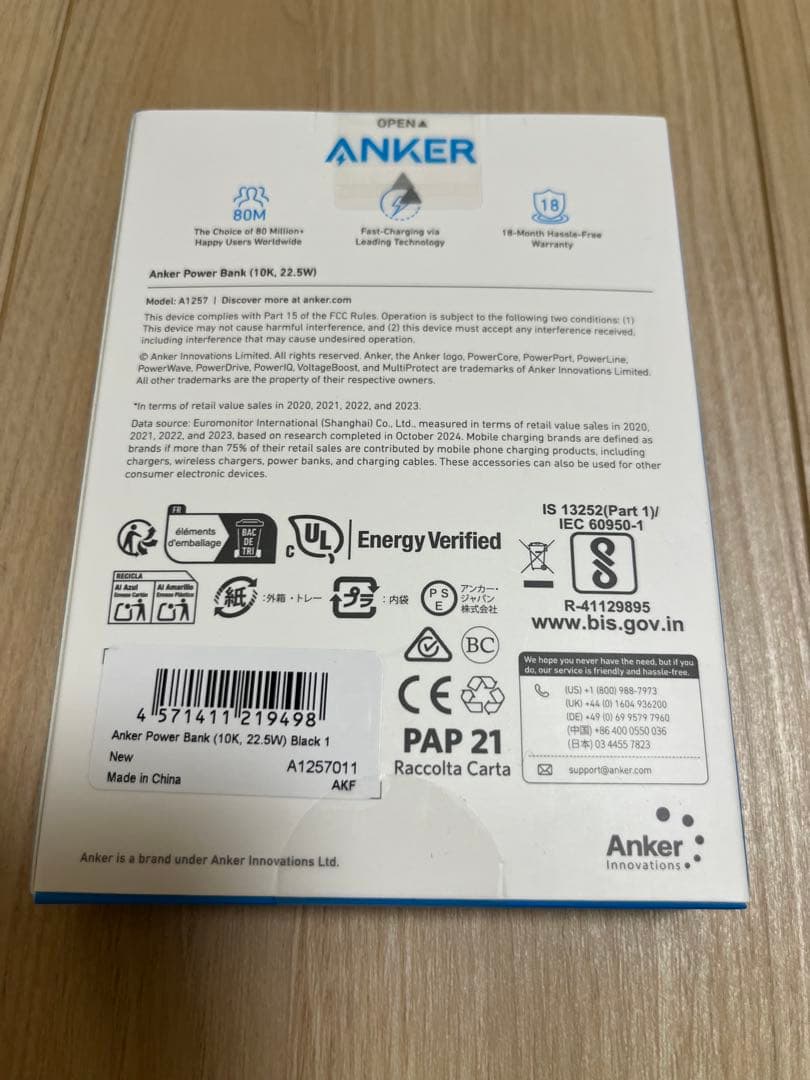 OPEN▲
ANKER
80M
The Choice of 80 Million+
Happy Users Worldwide
Fast-Charging via
Leading Technology
18
18-Month Hassle-Free
Warranty
Anker Power Bank (10K, 22.5W)
Model: A1257 | Discover more at anker.com
This device complies with Part 15 of the FCC Rules. Operation is subject to the following two conditions: (1)
This device may not cause harmful interference, and (2) this device must accept any interference received,
including interference that may cause undesired operation.
© Anker Innovations Limited. All rights reserved. Anker, the Anker logo, PowerCore, PowerPort, PowerLine,
PowerWave, PowerDrive, PowerIQ, VoltageBoost, and MultiProtect are trademarks of Anker Innovations Limited.
All other trademarks are the property of their respective owners.
*In terms of retail value sales in 2020, 2021, 2022, and 2023.
Data source: Euromonitor International (Shanghai) Co., Ltd., measured in terms of retail value sales in 2020,
2021, 2022, and 2023, based on research completed in October 2024. Mobile charging brands are defined as
brands if more than 75% of their retail sales are contributed by mobile phone charging products, including
chargers, wireless chargers, power banks, and charging cables. These accessories can also be used for other
consumer electronic devices.
FR
éléments
d'emballage
BAC
DE
TRI
c UL Energy Verified
IS 13252(Part 1)/
IEC 60950-1
R-41129895
www.bis.gov.in
RECICLA
Al Azul
Envase Cartón
Al Amarillo
Envase Plástico
紙 :外箱・トレー
プラ :内袋
PS
E
アンカー・
ジャパン
株式会社
BC
CE
PAP 21
Raccolta Carta
We hope you never have the need, but if you
do, our service is friendly and hassle-free.
(US) +1 (800) 988-7973
(UK) +44 (0) 1604 936200
(DE) +49 (0) 69 9579 7960
(中国) +86 400 0550 036
(日本) 03 4455 7823
support@anker.com
4 571411 219498
Anker Power Bank (10K, 22.5W) Black 1
New
A1257011
Made in China
AKF
Anker is a brand under Anker Innovations Ltd.
Anker
Innovations